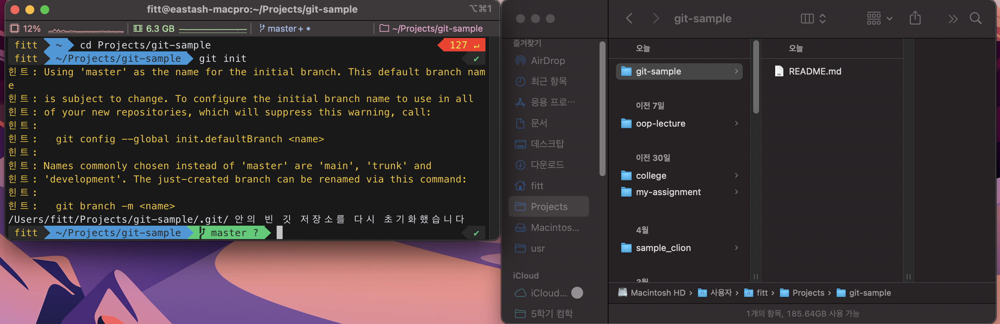 fitt@eastash-macpro:~/Projects/git-sample
⌥⌘1
12%
6.3 GB
master+ •
~/Projects/git-sample
fitt ~ cd Projects/git-sample 127 ↵
fitt ~/Projects/git-sample git init ✔
힌트: Using 'master' as the name for the initial branch. This default branch nam
e
힌트: is subject to change. To configure the initial branch name to use in all
힌트: of your new repositories, which will suppress this warning, call:
힌트:
힌트:   git config --global init.defaultBranch <name>
힌트:
힌트: Names commonly chosen instead of 'master' are 'main', 'trunk' and
힌트: 'development'. The just-created branch can be renamed via this command:
힌트:
힌트:   git branch -m <name>
/Users/fitt/Projects/git-sample/.git/ 안의 빈 깃 저장소를 다시 초기화했습니다
fitt ~/Projects/git-sample master ? ✔
git-sample
즐겨찾기
AirDrop
최근 항목
응용 프로…
문서
데스크탑
다운로드
fitt
Projects
Macintos...
usr
iCloud
iCloud...
5학기 컴학
오늘
git-sample
이전 7일
oop-lecture
이전 30일
college
my-assignment
4월
sample_clion
3월
오늘
README.md
Macintosh HD › 사용자 › fitt › Projects › git-sample
1개의 항목, 185.64GB 사용 가능